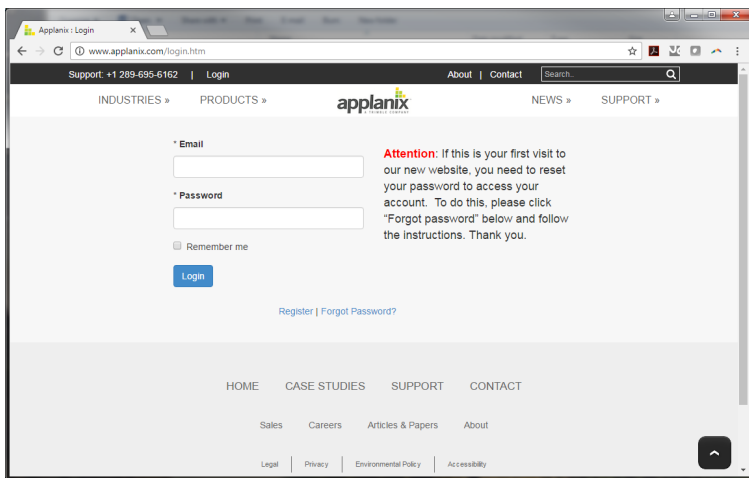 Applanix : Login
www.applanix.com/login.htm
Support: +1 289-695-6162 | Login
About | Contact
Search..
INDUSTRIES »
PRODUCTS »
applanix
A TRIMBLE COMPANY
NEWS »
SUPPORT »
* Email
* Password
Remember me
Login
Attention: If this is your first visit to
our new website, you need to reset
your password to access your
account. To do this, please click
“Forgot password” below and follow
the instructions. Thank you.
Register | Forgot Password?
HOME
CASE STUDIES
SUPPORT
CONTACT
Sales
Careers
Articles & Papers
About
Legal
Privacy
Environmental Policy
Accessibility